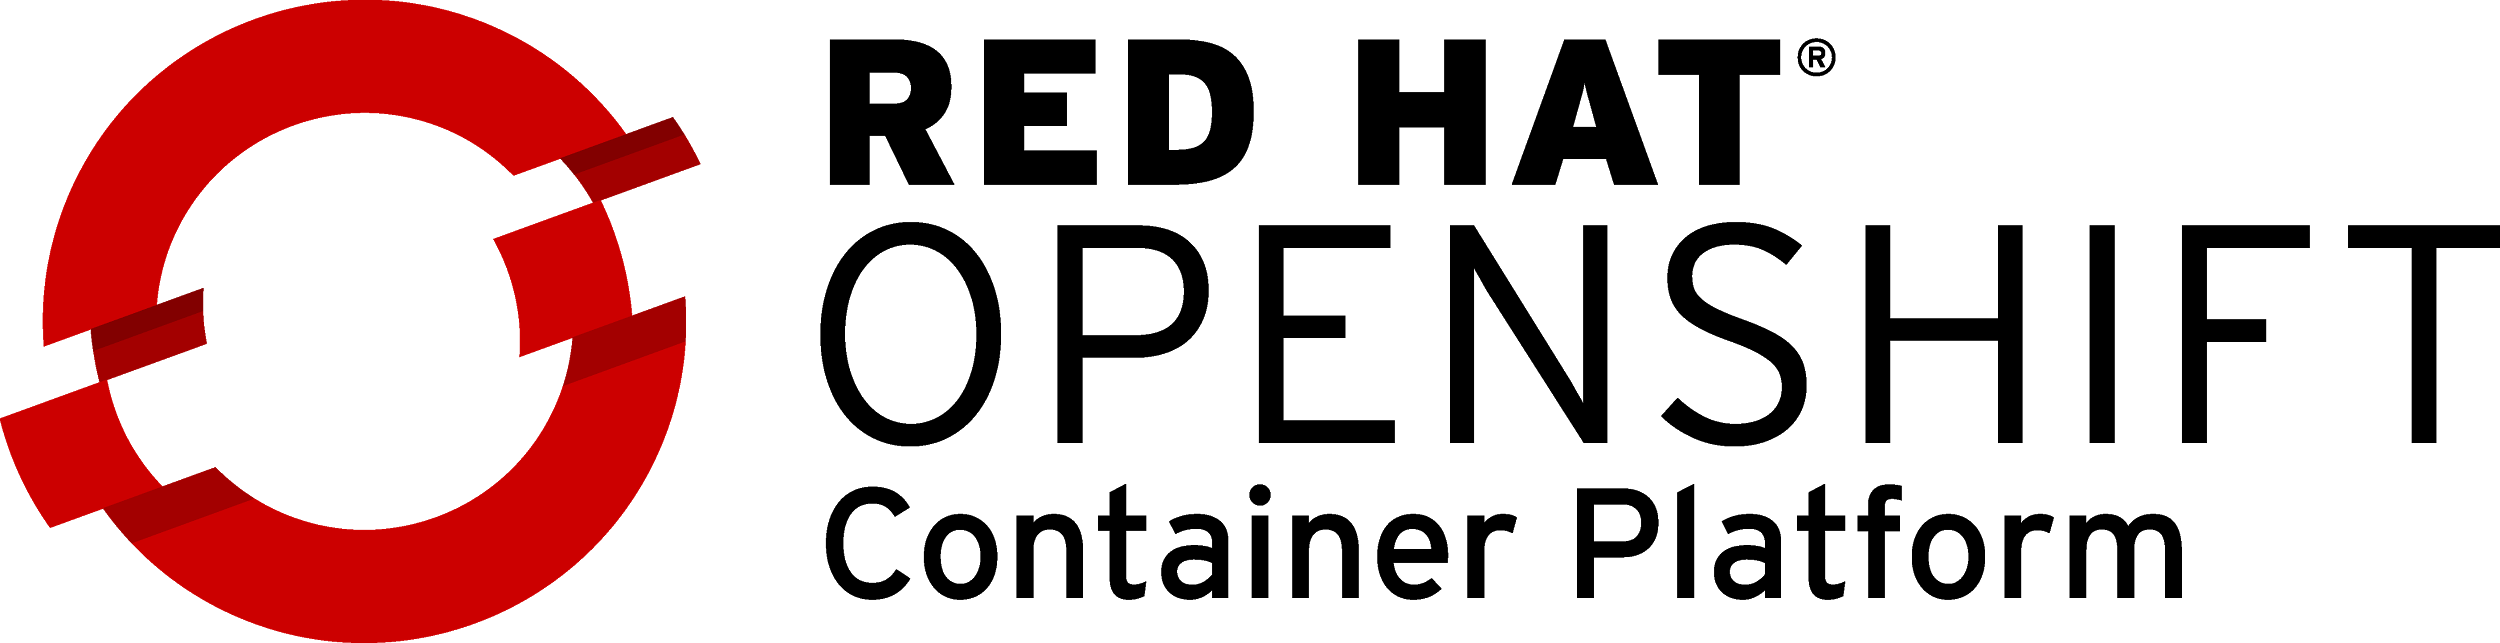 RED HAT®
OPENSHIFT
Container Platform